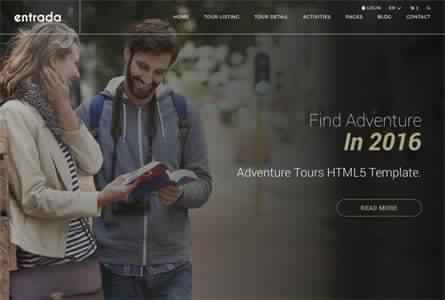 LOGIN EN 3
entrada
HOME TOUR LISTING TOUR DETAIL ACTIVITIES PAGES BLOG CONTACT
Find Adventure
In 2016
Adventure Tours HTML5 Template.
READ MORE